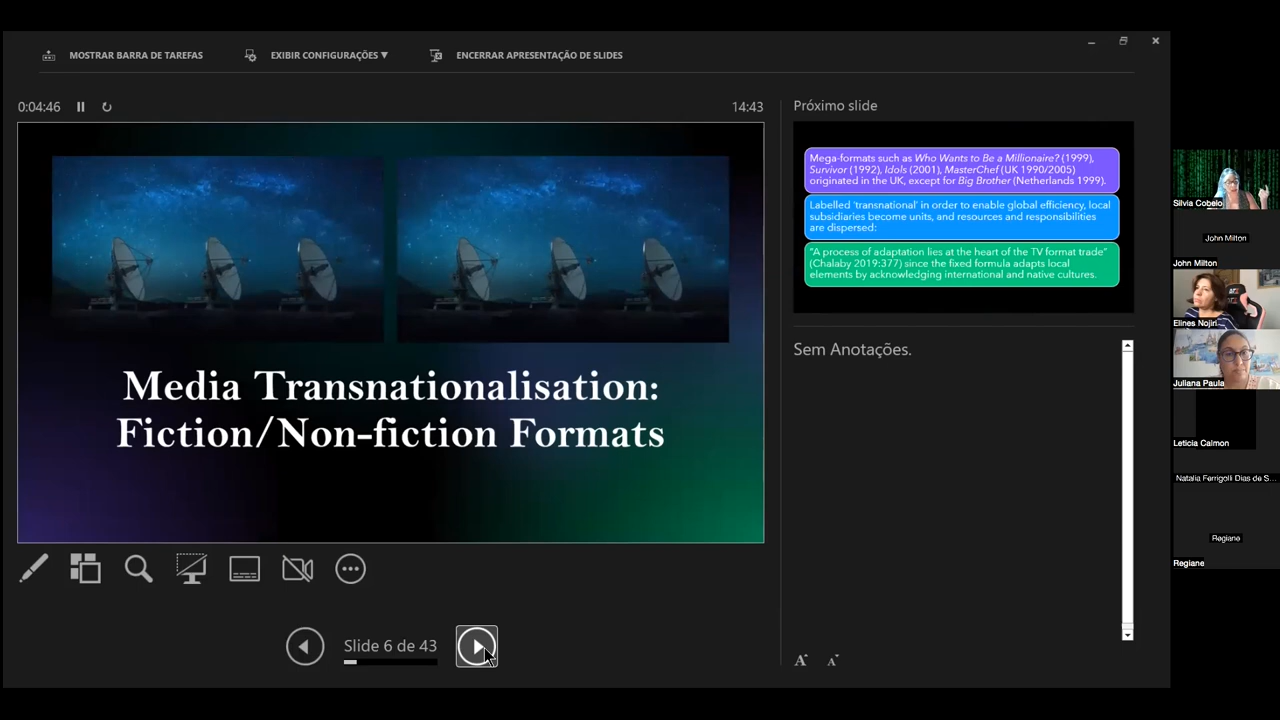 MOSTRAR BARRA DE TAREFAS
EXIBIR CONFIGURAÇÕES ▼
ENCERRAR APRESENTAÇÃO DE SLIDES
0:04:46
14:43
Media Transnationalisation:
Fiction/Non-fiction Formats
Slide 6 de 43
Próximo slide
Mega-formats such as Who Wants to Be a Millionaire? (1999),
Survivor (1992), Idols (2001), MasterChef (UK 1990/2005)
originated in the UK, except for Big Brother (Netherlands 1999).
Labelled 'transnational' in order to enable global efficiency, local
subsidiaries become units, and resources and responsibilities
are dispersed:
"A process of adaptation lies at the heart of the TV format trade"
(Chalaby 2019:377) since the fixed formula adapts local
elements by acknowledging international and native cultures.
Sem Anotações.
A A
Silvia Cobelo
John Milton
John Milton
Elines Nojiri
Juliana Paula
Leticia Calmon
Natalia Ferrigolli Dias de S...
Regiane
Regiane